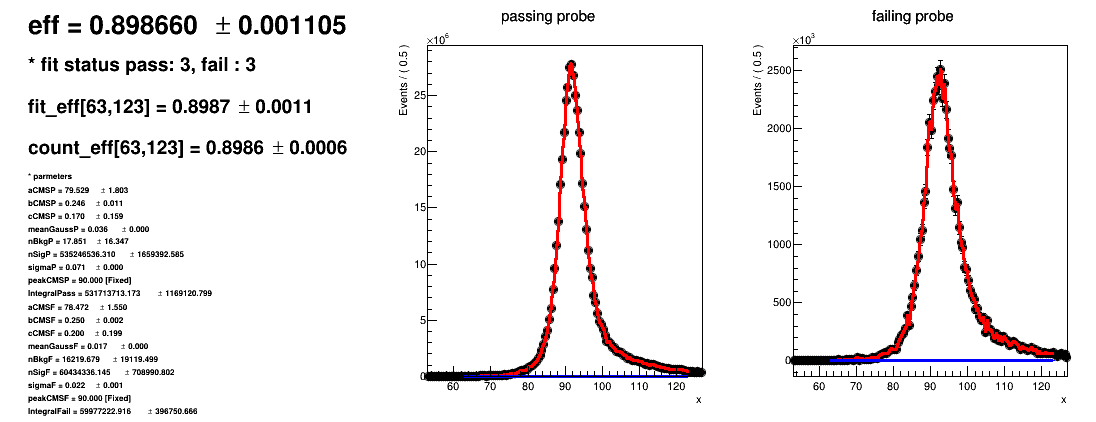 eff = 0.898660 ± 0.001105
* fit status pass: 3, fail : 3
fit_eff[63,123] = 0.8987 ± 0.0011
count_eff[63,123] = 0.8986 ± 0.0006
* parmeters
aCMSP = 79.529 ± 1.803
bCMSP = 0.246 ± 0.011
cCMSP = 0.170 ± 0.159
meanGaussP = 0.036 ± 0.000
nBkgP = 17.851 ± 16.347
nSigP = 535246536.310 ± 1659392.585
sigmaP = 0.071 ± 0.000
peakCMSP = 90.000 [Fixed]
IntegralPass = 531713713.173 ± 1169120.799
aCMSF = 78.472 ± 1.550
bCMSF = 0.250 ± 0.002
cCMSF = 0.200 ± 0.199
meanGaussF = 0.017 ± 0.000
nBkgF = 16219.679 ± 19119.499
nSigF = 60434336.145 ± 708990.802
sigmaF = 0.022 ± 0.001
peakCMSF = 90.000 [Fixed]
IntegralFail = 59977222.916 ± 396750.666
passing probe
×10⁶
Events / ( 0.5 )
25
20
15
10
5
0
60 70 80 90 100 110 120
x
failing probe
×10³
Events / ( 0.5 )
2500
2000
1500
1000
500
0
60 70 80 90 100 110 120
x